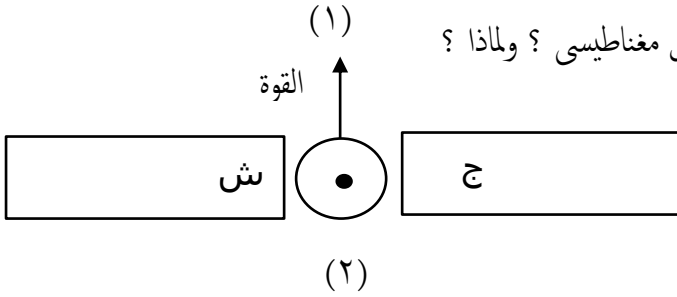 (١)
مغناطيسى ؟ ولماذا ؟
القوة
ش
ج
(٢)